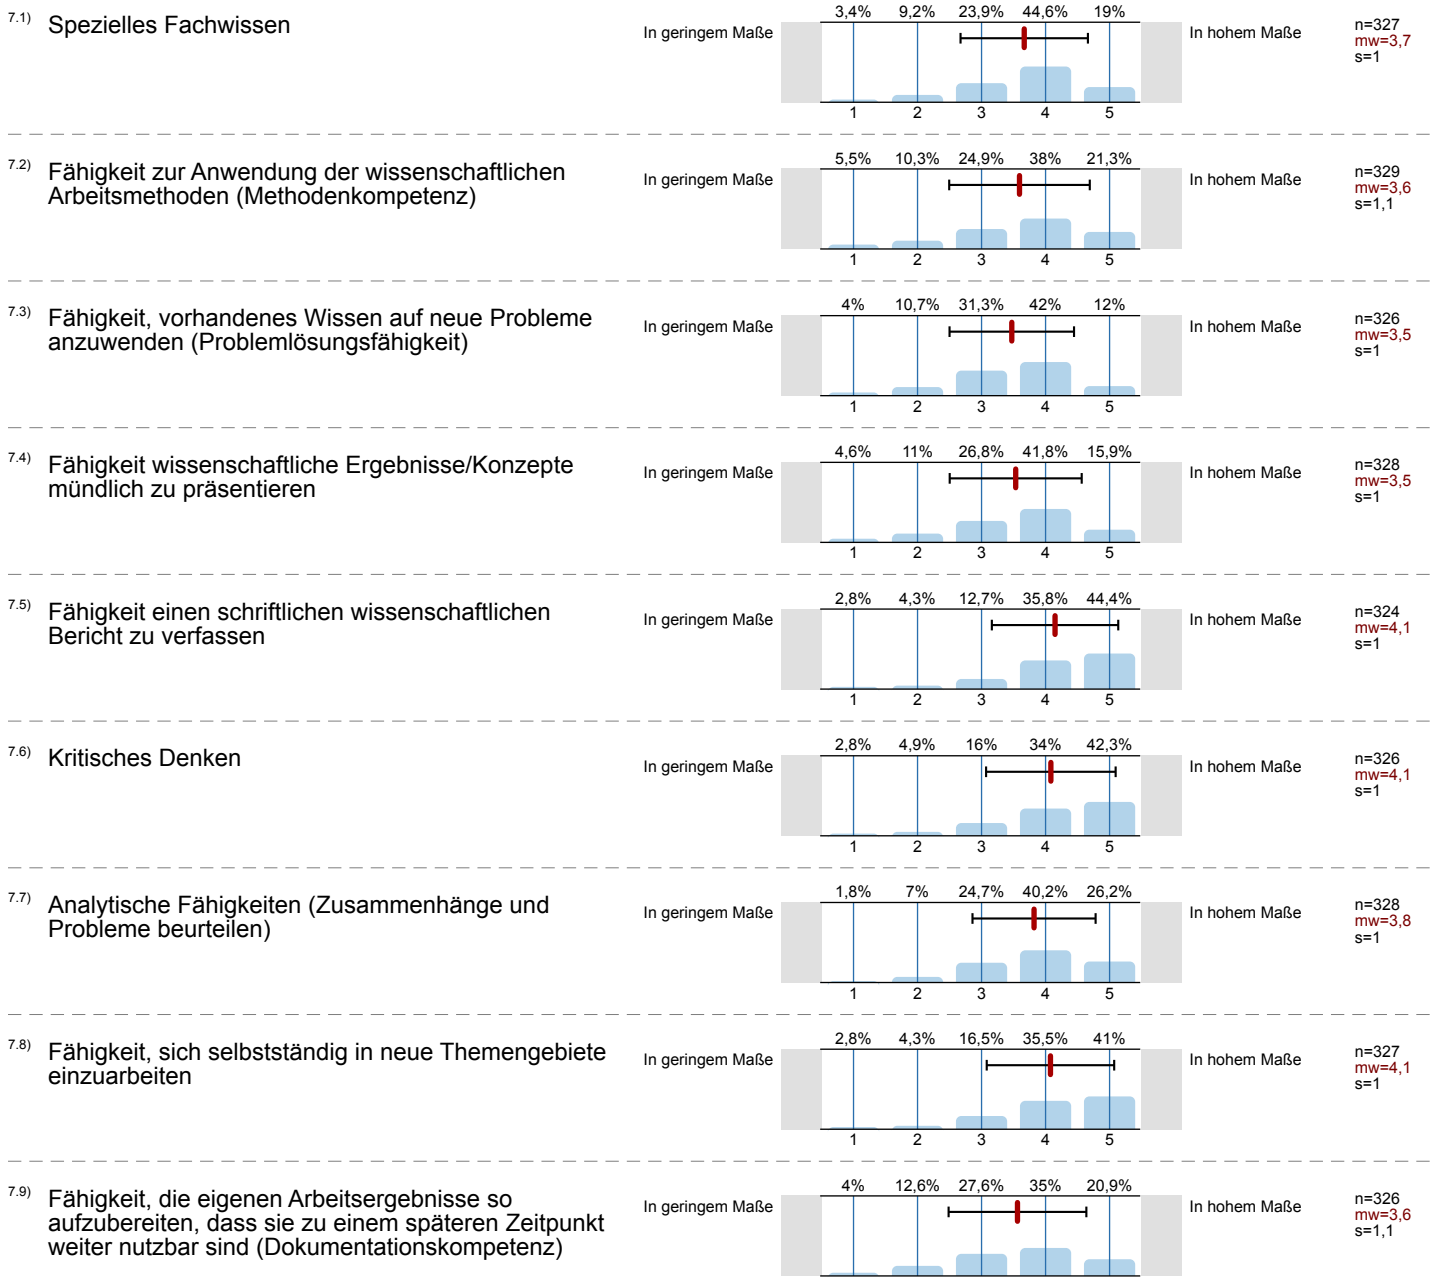 7.1) Spezielles Fachwissen
In geringem Maße
3,4% 9,2% 23,9% 44,6% 19%
1 2 3 4 5
In hohem Maße
n=327
mw=3,7
s=1
7.2) Fähigkeit zur Anwendung der wissenschaftlichen
Arbeitsmethoden (Methodenkompetenz)
In geringem Maße
5,5% 10,3% 24,9% 38% 21,3%
1 2 3 4 5
In hohem Maße
n=329
mw=3,6
s=1,1
7.3) Fähigkeit, vorhandenes Wissen auf neue Probleme
anzuwenden (Problemlösungsfähigkeit)
In geringem Maße
4% 10,7% 31,3% 42% 12%
1 2 3 4 5
In hohem Maße
n=326
mw=3,5
s=1
7.4) Fähigkeit wissenschaftliche Ergebnisse/Konzepte
mündlich zu präsentieren
In geringem Maße
4,6% 11% 26,8% 41,8% 15,9%
1 2 3 4 5
In hohem Maße
n=328
mw=3,5
s=1
7.5) Fähigkeit einen schriftlichen wissenschaftlichen
Bericht zu verfassen
In geringem Maße
2,8% 4,3% 12,7% 35,8% 44,4%
1 2 3 4 5
In hohem Maße
n=324
mw=4,1
s=1
7.6) Kritisches Denken
In geringem Maße
2,8% 4,9% 16% 34% 42,3%
1 2 3 4 5
In hohem Maße
n=326
mw=4,1
s=1
7.7) Analytische Fähigkeiten (Zusammenhänge und
Probleme beurteilen)
In geringem Maße
1,8% 7% 24,7% 40,2% 26,2%
1 2 3 4 5
In hohem Maße
n=328
mw=3,8
s=1
7.8) Fähigkeit, sich selbstständig in neue Themengebiete
einzuarbeiten
In geringem Maße
2,8% 4,3% 16,5% 35,5% 41%
1 2 3 4 5
In hohem Maße
n=327
mw=4,1
s=1
7.9) Fähigkeit, die eigenen Arbeitsergebnisse so
aufzubereiten, dass sie zu einem späteren Zeitpunkt
weiter nutzbar sind (Dokumentationskompetenz)
In geringem Maße
4% 12,6% 27,6% 35% 20,9%
In hohem Maße
n=326
mw=3,6
s=1,1